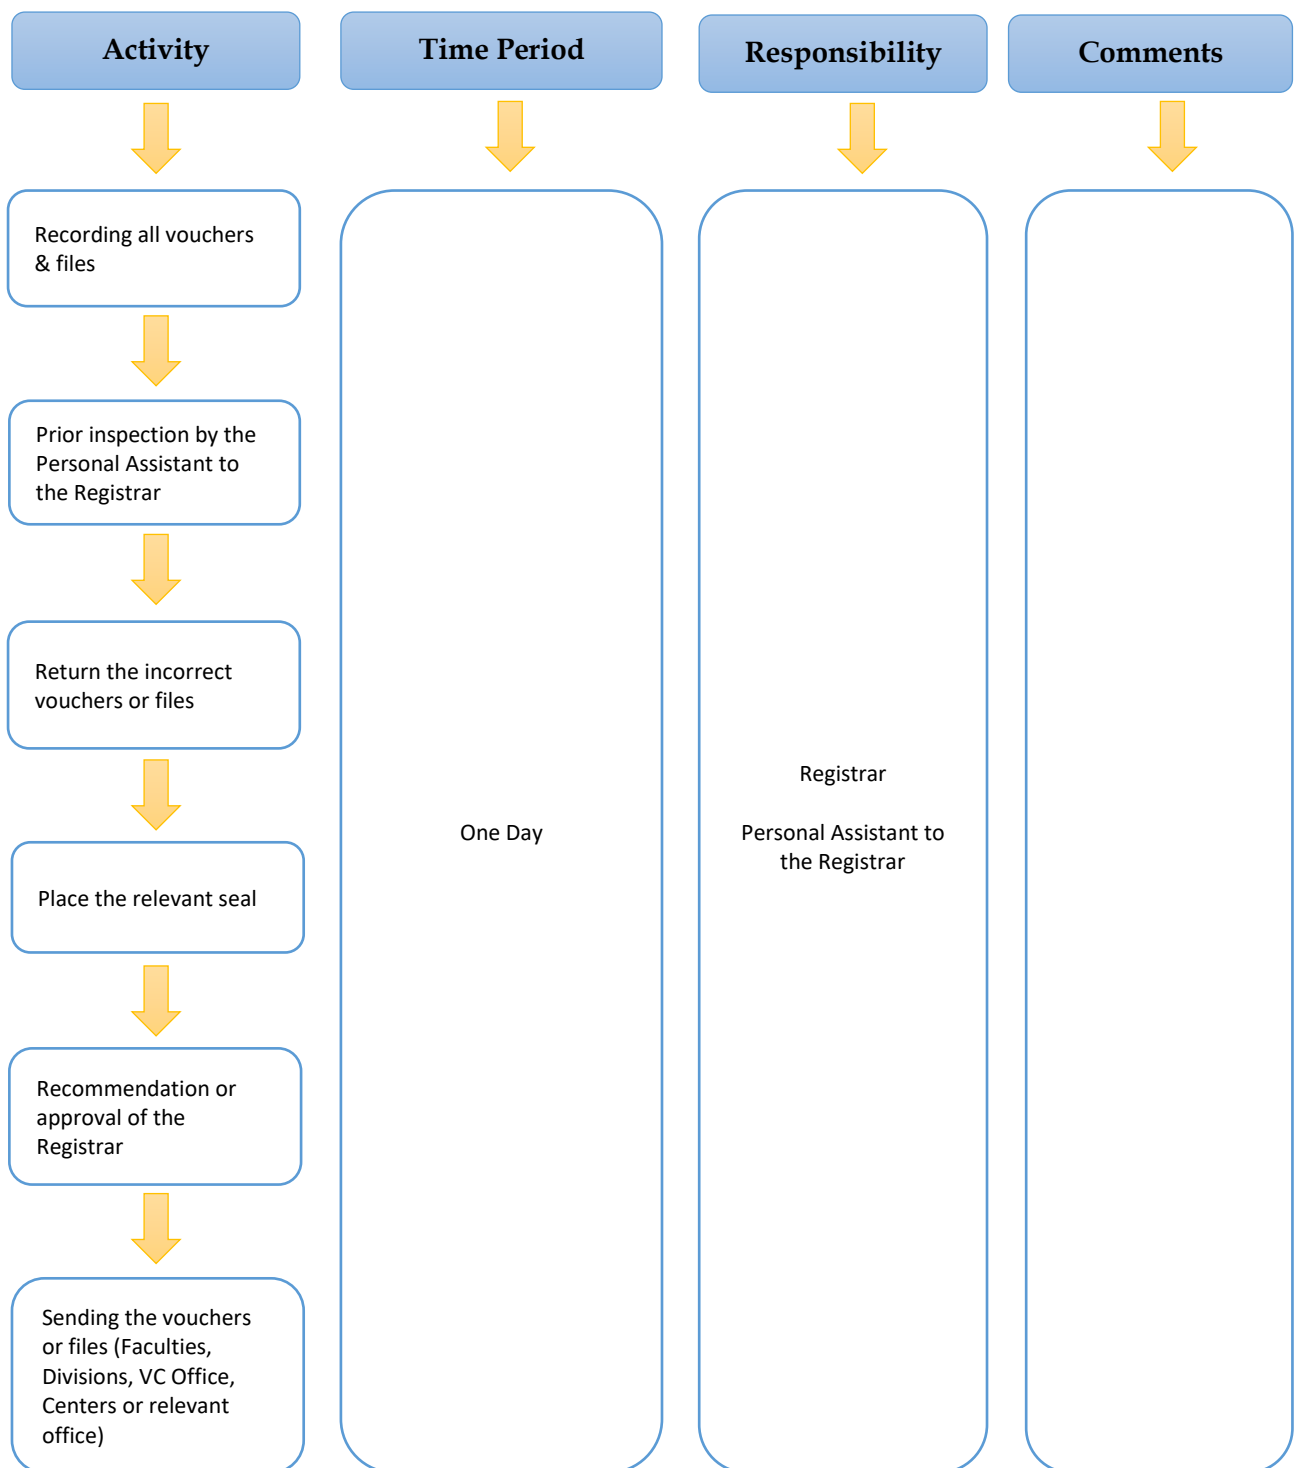 Activity
Time Period
Responsibility
Comments
Recording all vouchers
& files
Prior inspection by the
Personal Assistant to
the Registrar
Return the incorrect
vouchers or files
Place the relevant seal
Recommendation or
approval of the
Registrar
Sending the vouchers
or files (Faculties,
Divisions, VC Office,
Centers or relevant
office)
One Day
Registrar
Personal Assistant to
the Registrar